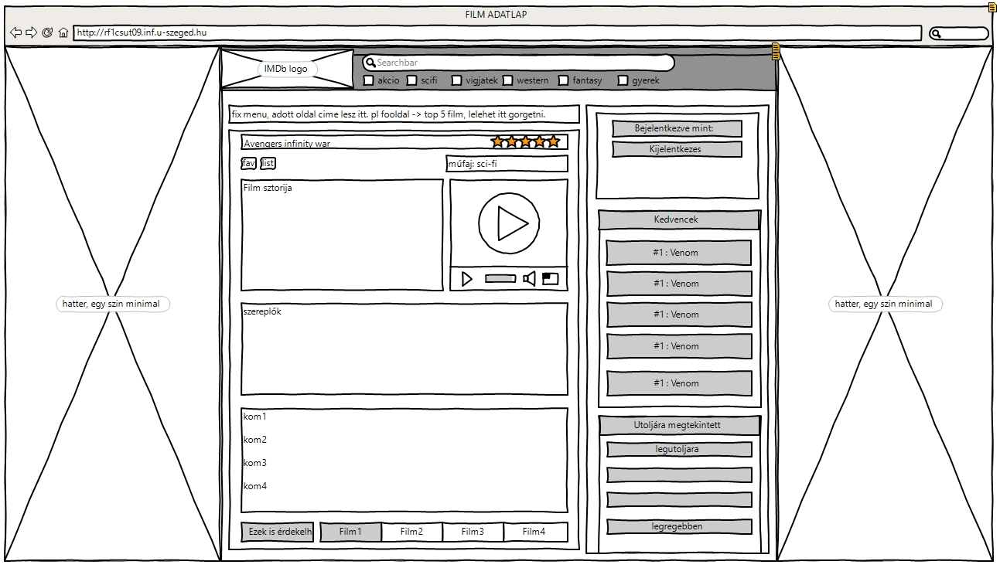 FILM ADATLAP
http://rf1csut09.inf.u-szeged.hu
IMDb logo
Searchbar
akcio scifi vigjatek western fantasy gyerek
fix menu, adott oldal cime lesz itt. pl fooldal -> top 5 film, lelehet itt gorgetni.
Avengers infinity war
fav list
műfaj: sci-fi
Film sztorija
szereplők
kom1
kom2
kom3
kom4
Ezek is érdekelh
Film1 Film2 Film3 Film4
Bejelentkezve mint:
Kijelentkezes
Kedvencek
#1 : Venom
#1 : Venom
#1 : Venom
#1 : Venom
#1 : Venom
Utoljára megtekintett
legutoljara
legregebben
hatter, egy szin minimal
hatter, egy szin minimal